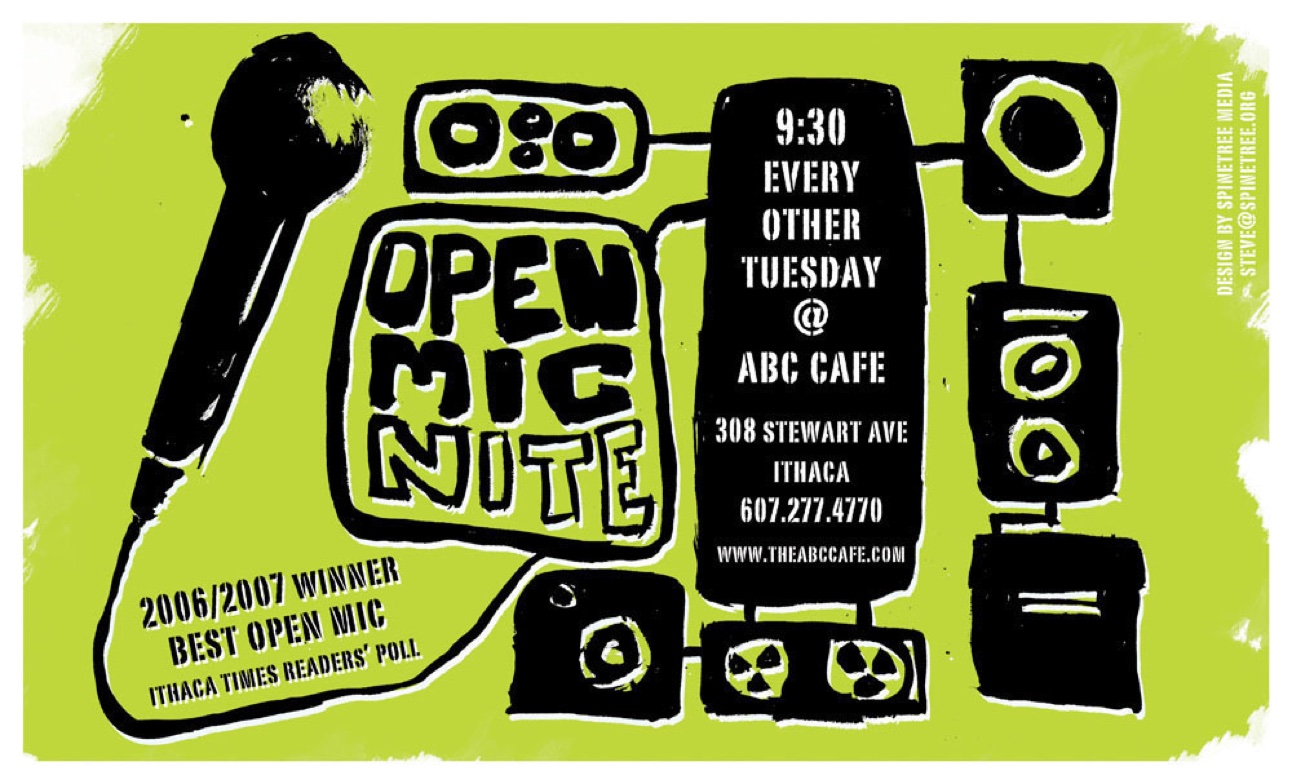 OPEN
MIC
NITE
9:30
EVERY
OTHER
TUESDAY
@
ABC CAFE
308 STEWART AVE
ITHACA
607.277.4770
WWW.THEABCCAFE.COM
2006/2007 WINNER
BEST OPEN MIC
ITHACA TIMES READERS' POLL
DESIGN BY SPINETREE MEDIA
STEVE@SPINETREE.ORG